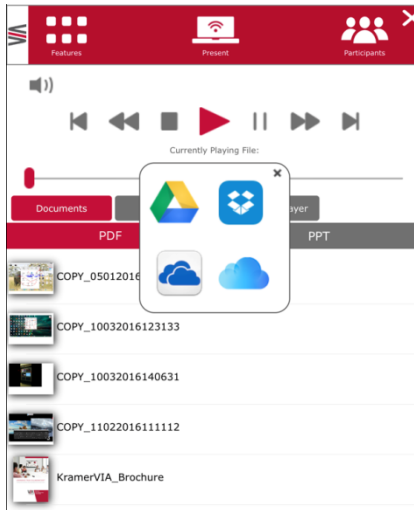 Features
Present
Participants
Currently Playing File:
Documents
ayer
PDF
PPT
COPY_05012016
COPY_10032016123133
COPY_10032016140631
COPY_11022016111112
KramerVIA_Brochure